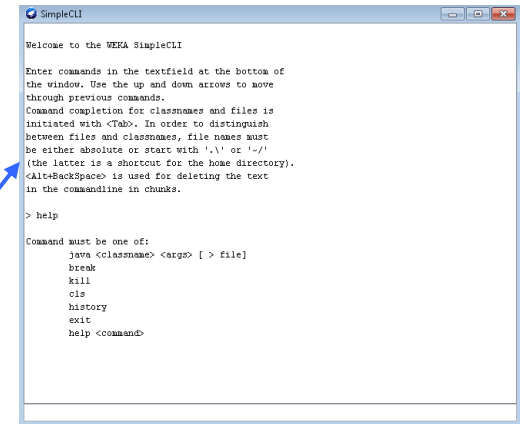 SimpleCLI
Welcome to the WEKA SimpleCLI
Enter commands in the textfield at the bottom of
the window. Use the up and down arrows to move
through previous commands.
Command completion for classnames and files is
initiated with <Tab>. In order to distinguish
between files and classnames, file names must
be either absolute or start with '.\' or '~/'
(the latter is a shortcut for the home directory).
<Alt+BackSpace> is used for deleting the text
in the commandline in chunks.
> help
Command must be one of:
java <classname> <args> [ > file]
break
kill
cls
history
exit
help <command>